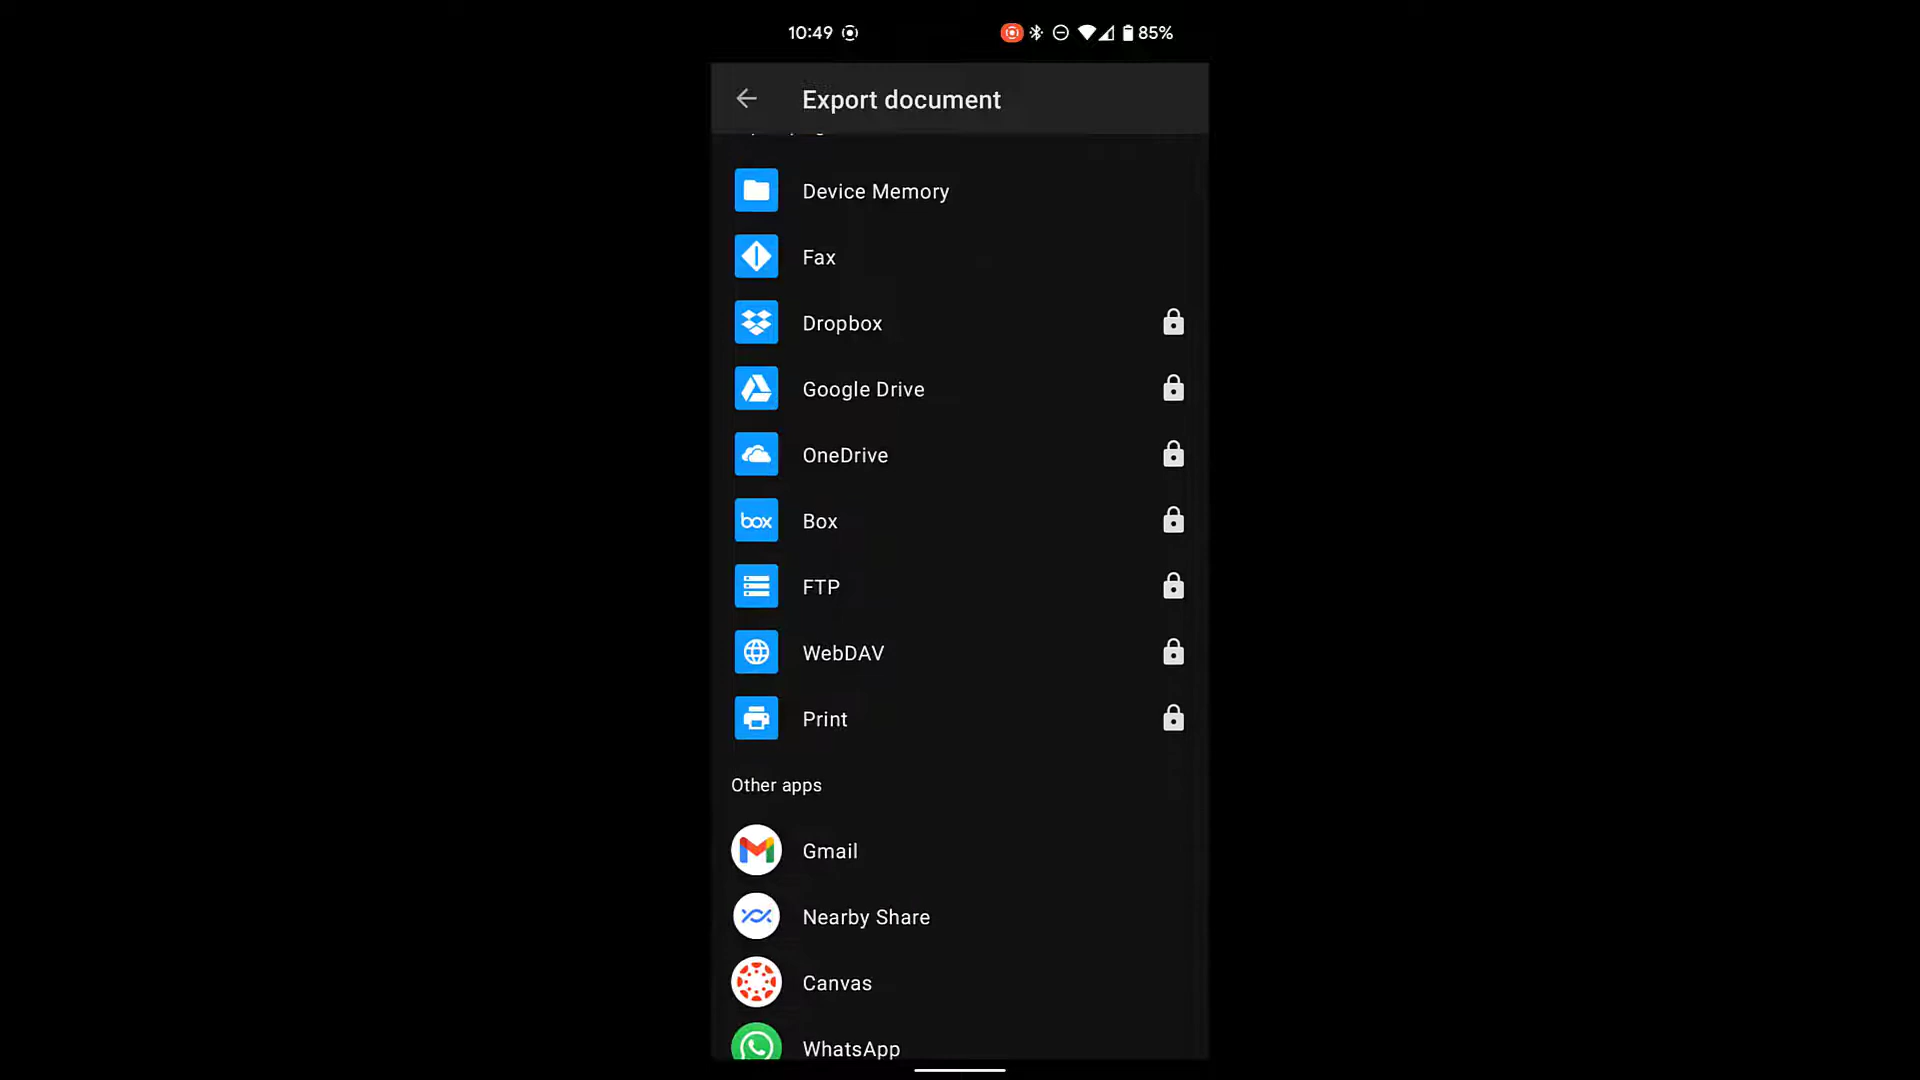 10:49
85%
Export document
Device Memory
Fax
Dropbox
Google Drive
OneDrive
box
Box
FTP
WebDAV
Print
Other apps
Gmail
Nearby Share
Canvas
WhatsApp